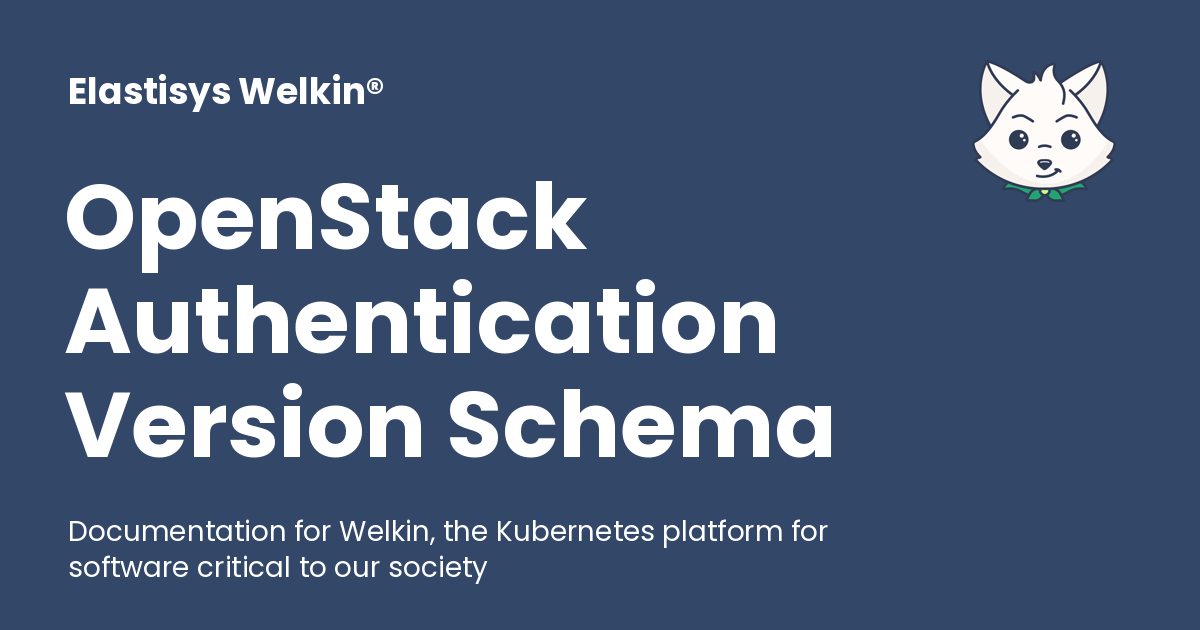 Elastisys Welkin®
OpenStack
Authentication
Version Schema
Documentation for Welkin, the Kubernetes platform for
software critical to our society